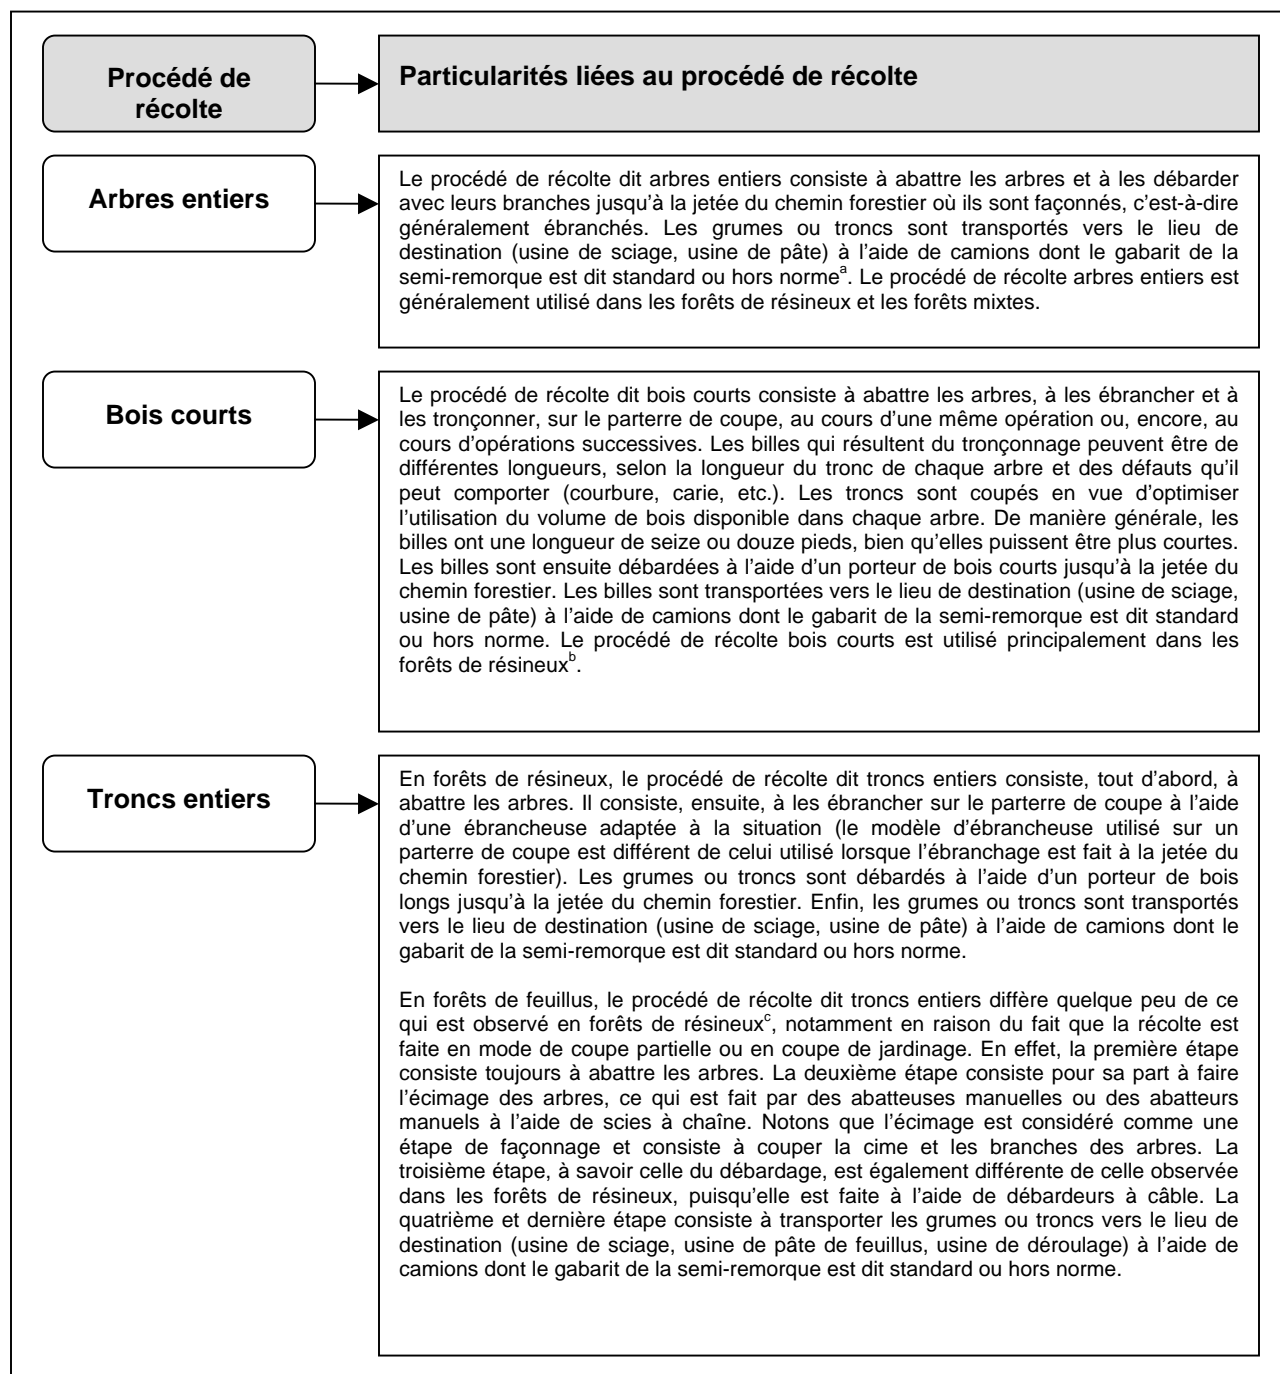 Procédé de
récolte
Particularités liées au procédé de récolte
Arbres entiers
Le procédé de récolte dit arbres entiers consiste à abattre les arbres et à les débarder
avec leurs branches jusqu'à la jetée du chemin forestier où ils sont façonnés, c'est-à-dire
généralement ébranchés. Les grumes ou troncs sont transportés vers le lieu de
destination (usine de sciage, usine de pâte) à l'aide de camions dont le gabarit de la
semi-remorque est dit standard ou hors normeᵃ. Le procédé de récolte arbres entiers est
généralement utilisé dans les forêts de résineux et les forêts mixtes.
Bois courts
Le procédé de récolte dit bois courts consiste à abattre les arbres, à les ébrancher et à
les tronçonner, sur le parterre de coupe, au cours d'une même opération ou, encore, au
cours d'opérations successives. Les billes qui résultent du tronçonnage peuvent être de
différentes longueurs, selon la longueur du tronc de chaque arbre et des défauts qu'il
peut comporter (courbure, carie, etc.). Les troncs sont coupés en vue d'optimiser
l'utilisation du volume de bois disponible dans chaque arbre. De manière générale, les
billes ont une longueur de seize ou douze pieds, bien qu'elles puissent être plus courtes.
Les billes sont ensuite débardées à l'aide d'un porteur de bois courts jusqu'à la jetée du
chemin forestier. Les billes sont transportées vers le lieu de destination (usine de sciage,
usine de pâte) à l'aide de camions dont le gabarit de la semi-remorque est dit standard
ou hors norme. Le procédé de récolte bois courts est utilisé principalement dans les
forêts de résineuxᵇ.
Troncs entiers
En forêts de résineux, le procédé de récolte dit troncs entiers consiste, tout d'abord, à
abattre les arbres. Il consiste, ensuite, à les ébrancher sur le parterre de coupe à l'aide
d'une ébrancheuse adaptée à la situation (le modèle d'ébrancheuse utilisé sur un
parterre de coupe est différent de celui utilisé lorsque l'ébranchage est fait à la jetée du
chemin forestier). Les grumes ou troncs sont débardés à l'aide d'un porteur de bois
longs jusqu'à la jetée du chemin forestier. Enfin, les grumes ou troncs sont transportés
vers le lieu de destination (usine de sciage, usine de pâte) à l'aide de camions dont le
gabarit de la semi-remorque est dit standard ou hors norme.
En forêts de feuillus, le procédé de récolte dit troncs entiers diffère quelque peu de ce
qui est observé en forêts de résineuxᶜ, notamment en raison du fait que la récolte est
faite en mode de coupe partielle ou en coupe de jardinage. En effet, la première étape
consiste toujours à abattre les arbres. La deuxième étape consiste pour sa part à faire
l'écimage des arbres, ce qui est fait par des abatteuses manuelles ou des abatteurs
manuels à l'aide de scies à chaîne. Notons que l'écimage est considéré comme une
étape de façonnage et consiste à couper la cime et les branches des arbres. La
troisième étape, à savoir celle du débardage, est également différente de celle observée
dans les forêts de résineux, puisqu'elle est faite à l'aide de débardeurs à câble. La
quatrième et dernière étape consiste à transporter les grumes ou troncs vers le lieu de
destination (usine de sciage, usine de pâte de feuillus, usine de déroulage) à l'aide de
camions dont le gabarit de la semi-remorque est dit standard ou hors norme.